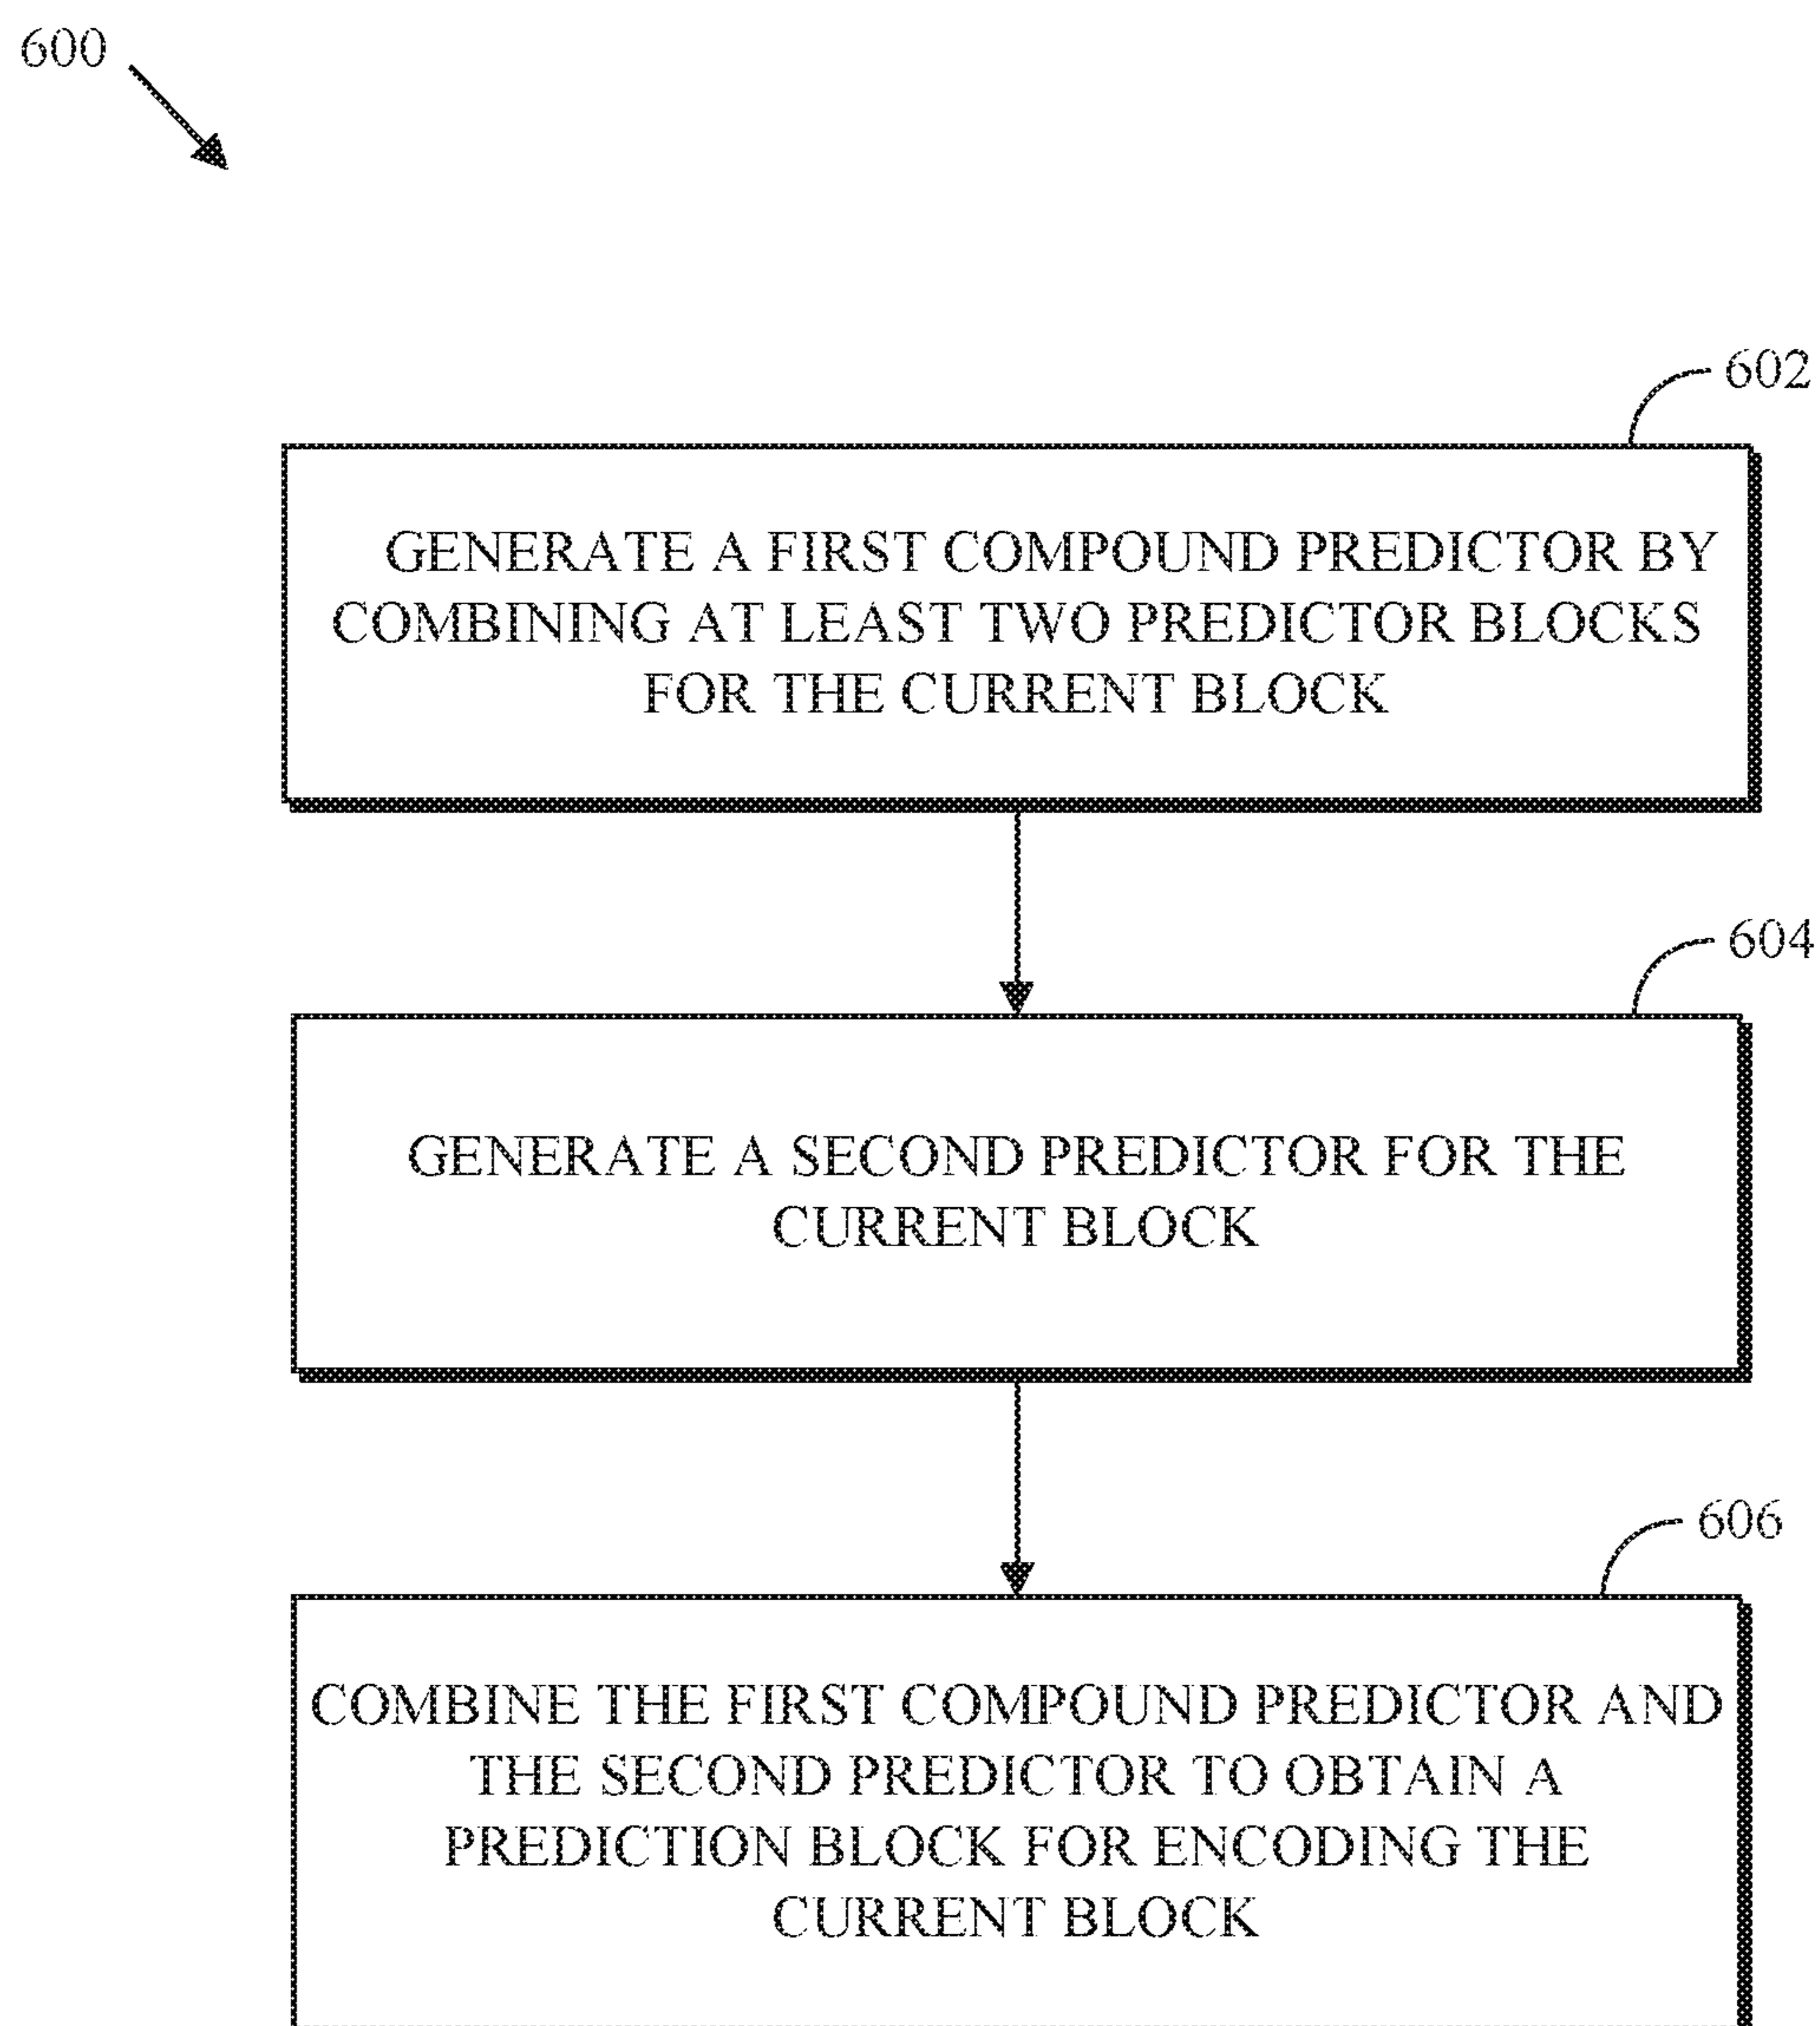 600
602
GENERATE A FIRST COMPOUND PREDICTOR BY
COMBINING AT LEAST TWO PREDICTOR BLOCKS
FOR THE CURRENT BLOCK
604
GENERATE A SECOND PREDICTOR FOR THE
CURRENT BLOCK
606
COMBINE THE FIRST COMPOUND PREDICTOR AND
THE SECOND PREDICTOR TO OBTAIN A
PREDICTION BLOCK FOR ENCODING THE
CURRENT BLOCK